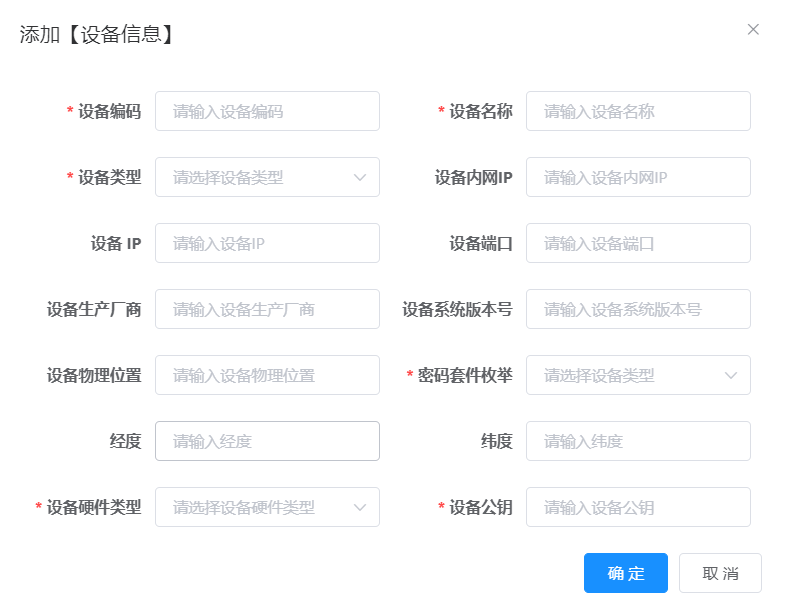 添加【设备信息】
* 设备编码 请输入设备编码 * 设备名称 请输入设备名称
* 设备类型 请选择设备类型 设备内网IP 请输入设备内网IP
设备 IP 请输入设备IP 设备端口 请输入设备端口
设备生产厂商 请输入设备生产厂商 设备系统版本号 请输入设备系统版本号
设备物理位置 请输入设备物理位置 * 密码套件枚举 请选择设备类型
经度 请输入经度 纬度 请输入纬度
* 设备硬件类型 请选择设备硬件类型 * 设备公钥 请输入设备公钥
确 定 取 消